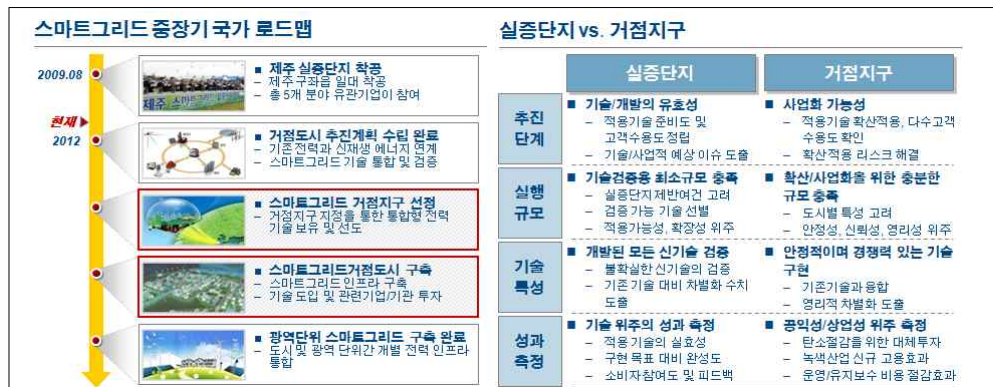 스마트그리드 중장기 국가 로드맵
2009.08
제주 스마트그리드
■ 제주 실증단지 착공
– 제주 구좌읍 일대 착공
– 총 5개 분야 유관기업이 참여
현재 ▶
2012
■ 거점도시 추진계획 수립 완료
– 기존 전력과 신재생 에너지 연계
– 스마트그리드 기술 통합 및 검증
■ 스마트그리드 거점지구 선정
– 거점지구 지정을 통한 통합형 전력
기술 보유 및 선도
■ 스마트그리드거점도시 구축
– 스마트그리드 인프라 구축
– 기술 도입 및 관련기업/기관 투자
■ 광역단위 스마트그리드 구축 완료
– 도시 및 광역 단위간 개별 전력 인프라
통합
실증단지 vs. 거점지구
실증단지
거점지구
추진
단계
■ 기술/개발의 유효성
– 적용기술 준비도 및
고객수용도 정립
– 기술/사업적 예상 이슈 도출
■ 사업화 가능성
– 적용기술 확산적용, 다수고객
수용도 확인
– 확산적용 리스크 해결
실행
규모
■ 기술검증용 최소규모 충족
– 실증단지 제반여건 고려
– 검증 가능 기술 선별
– 적용가능성, 확장성 위주
■ 확산/사업화를 위한 충분한
규모 충족
– 도시별 특성 고려
– 안정성, 신뢰성, 영리성 위주
기술
특성
■ 개발된 모든 신기술 검증
– 불확실한 신기술의 검증
– 기존 기술 대비 차별화 수치
도출
■ 안정적이며 경쟁력 있는 기술
구현
– 기존기술과 융합
– 영리적 차별화 도출
성과
측정
■ 기술 위주의 성과 측정
– 적용 기술의 실효성
– 구현 목표 대비 완성도
– 소비자참여도 및 피드백
■ 공익성/상업성 위주 측정
– 탄소절감을 위한 대체투자
– 녹색산업 신규 고용효과
– 운영/유지보수 비용 절감효과